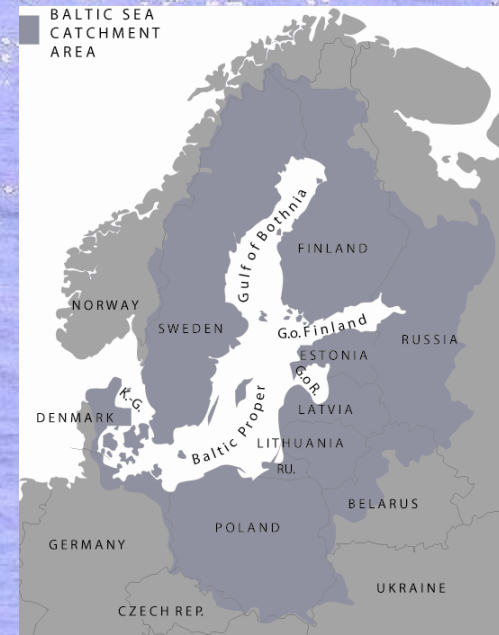 BALTIC SEA
CATCHMENT
AREA
Gulf of Bothnia
FINLAND
NORWAY
SWEDEN
G.o. Finland
RUSSIA
ESTONIA
G.o R.
K.-G.
DENMARK
LATVIA
Baltic Proper
LITHUANIA
RU.
BELARUS
POLAND
GERMANY
UKRAINE
CZECH REP.